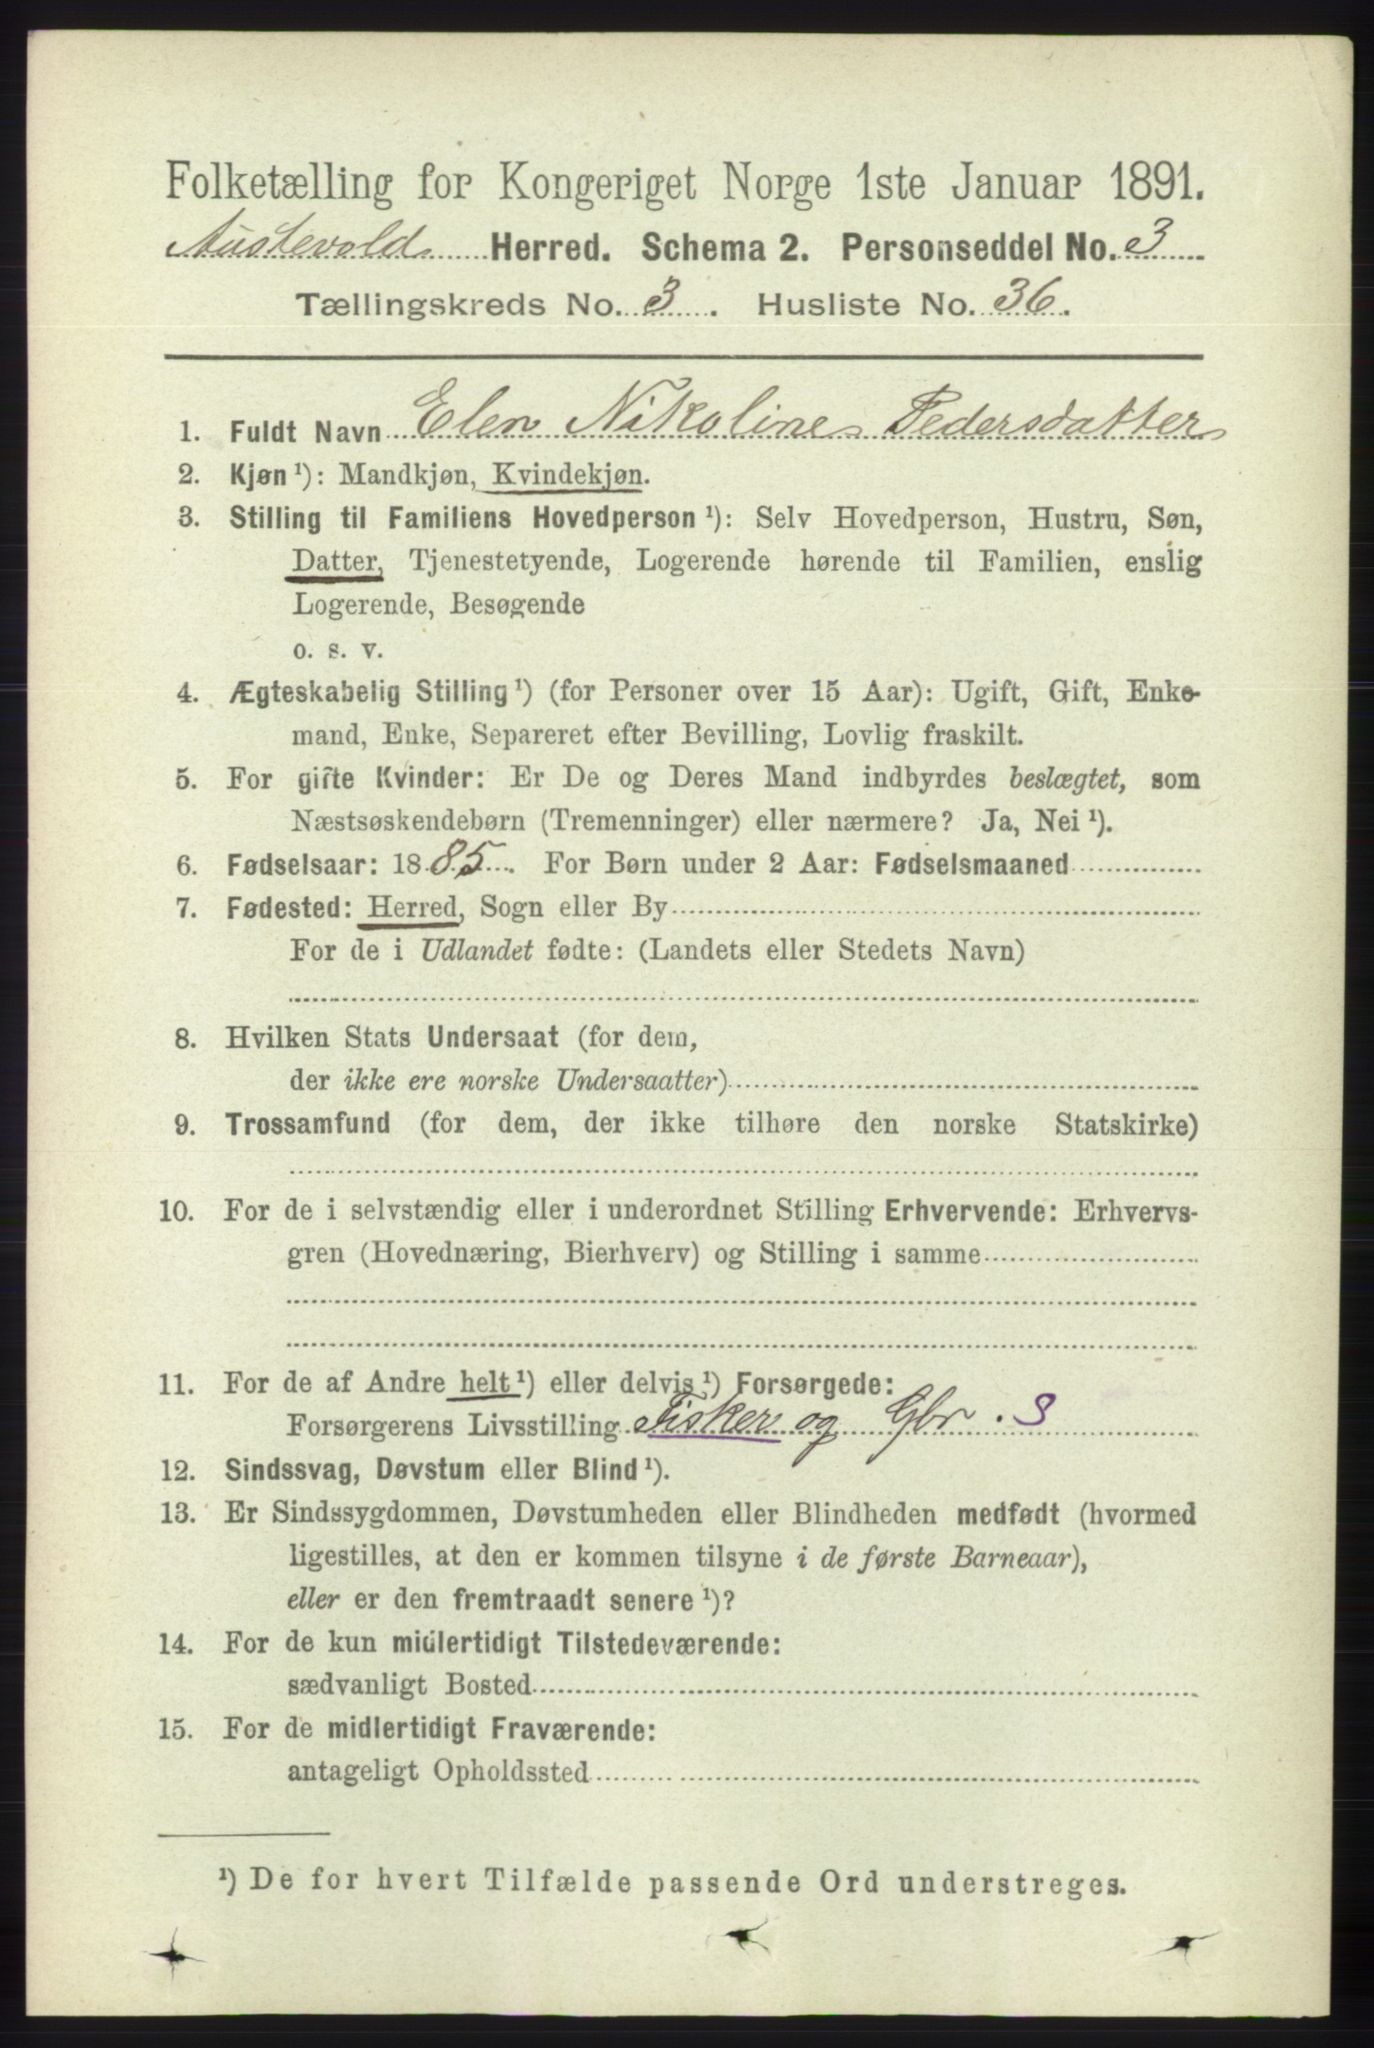 Folketælling for Kongeriget Norge 1ste Januar 1891.
Austevold Herred. Schema 2. Personseddel No. 3
Tællingskreds No. 3. Husliste No. 36.
1. Fuldt Navn Elen Nikoline Pedersdatter
2. Kjøn ¹): Mandkjøn, Kvindekjøn.
3. Stilling til Familiens Hovedperson ¹): Selv Hovedperson, Hustru, Søn,
Datter, Tjenestetyende, Logerende hørende til Familien, enslig
Logerende, Besøgende
o. s. v.
4. Ægteskabelig Stilling ¹) (for Personer over 15 Aar): Ugift, Gift, Enke-
mand, Enke, Separeret efter Bevilling, Lovlig fraskilt.
5. For gifte Kvinder: Er De og Deres Mand indbyrdes beslægtet, som
Næstsøskendebørn (Tremenninger) eller nærmere? Ja, Nei ¹).
6. Fødselsaar: 1885. For Børn under 2 Aar: Fødselsmaaned
7. Fødested: Herred, Sogn eller By
For de i Udlandet fødte: (Landets eller Stedets Navn)
8. Hvilken Stats Undersaat (for dem,
der ikke ere norske Undersaatter)
9. Trossamfund (for dem, der ikke tilhøre den norske Statskirke)
10. For de i selvstændig eller i underordnet Stilling Erhvervende: Erhvervs-
gren (Hovednæring, Bierhverv) og Stilling i samme
11. For de af Andre helt ¹) eller delvis ¹) Forsørgede:
Forsørgerens Livsstilling Fisker og Gbr. S
12. Sindssvag, Døvstum eller Blind ¹).
13. Er Sindssygdommen, Døvstumheden eller Blindheden medfødt (hvormed
ligestilles, at den er kommen tilsyne i de første Barneaar),
eller er den fremtraadt senere ¹)?
14. For de kun midlertidigt Tilstedeværende:
sædvanligt Bosted
15. For de midlertidigt Fraværende:
antageligt Opholdssted
¹) De for hvert Tilfælde passende Ord understreges.